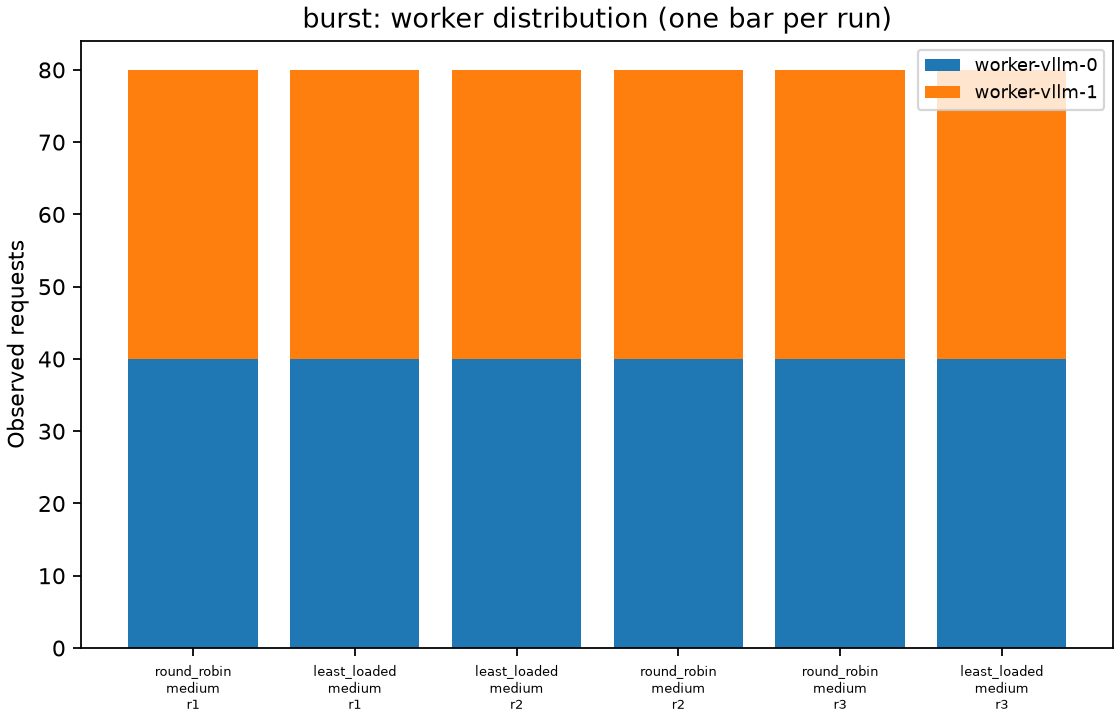 burst: worker distribution (one bar per run)
worker-vllm-0
worker-vllm-1
Observed requests
80
70
60
50
40
30
20
10
0
round_robin
medium
r1
least_loaded
medium
r1
least_loaded
medium
r2
round_robin
medium
r2
round_robin
medium
r3
least_loaded
medium
r3